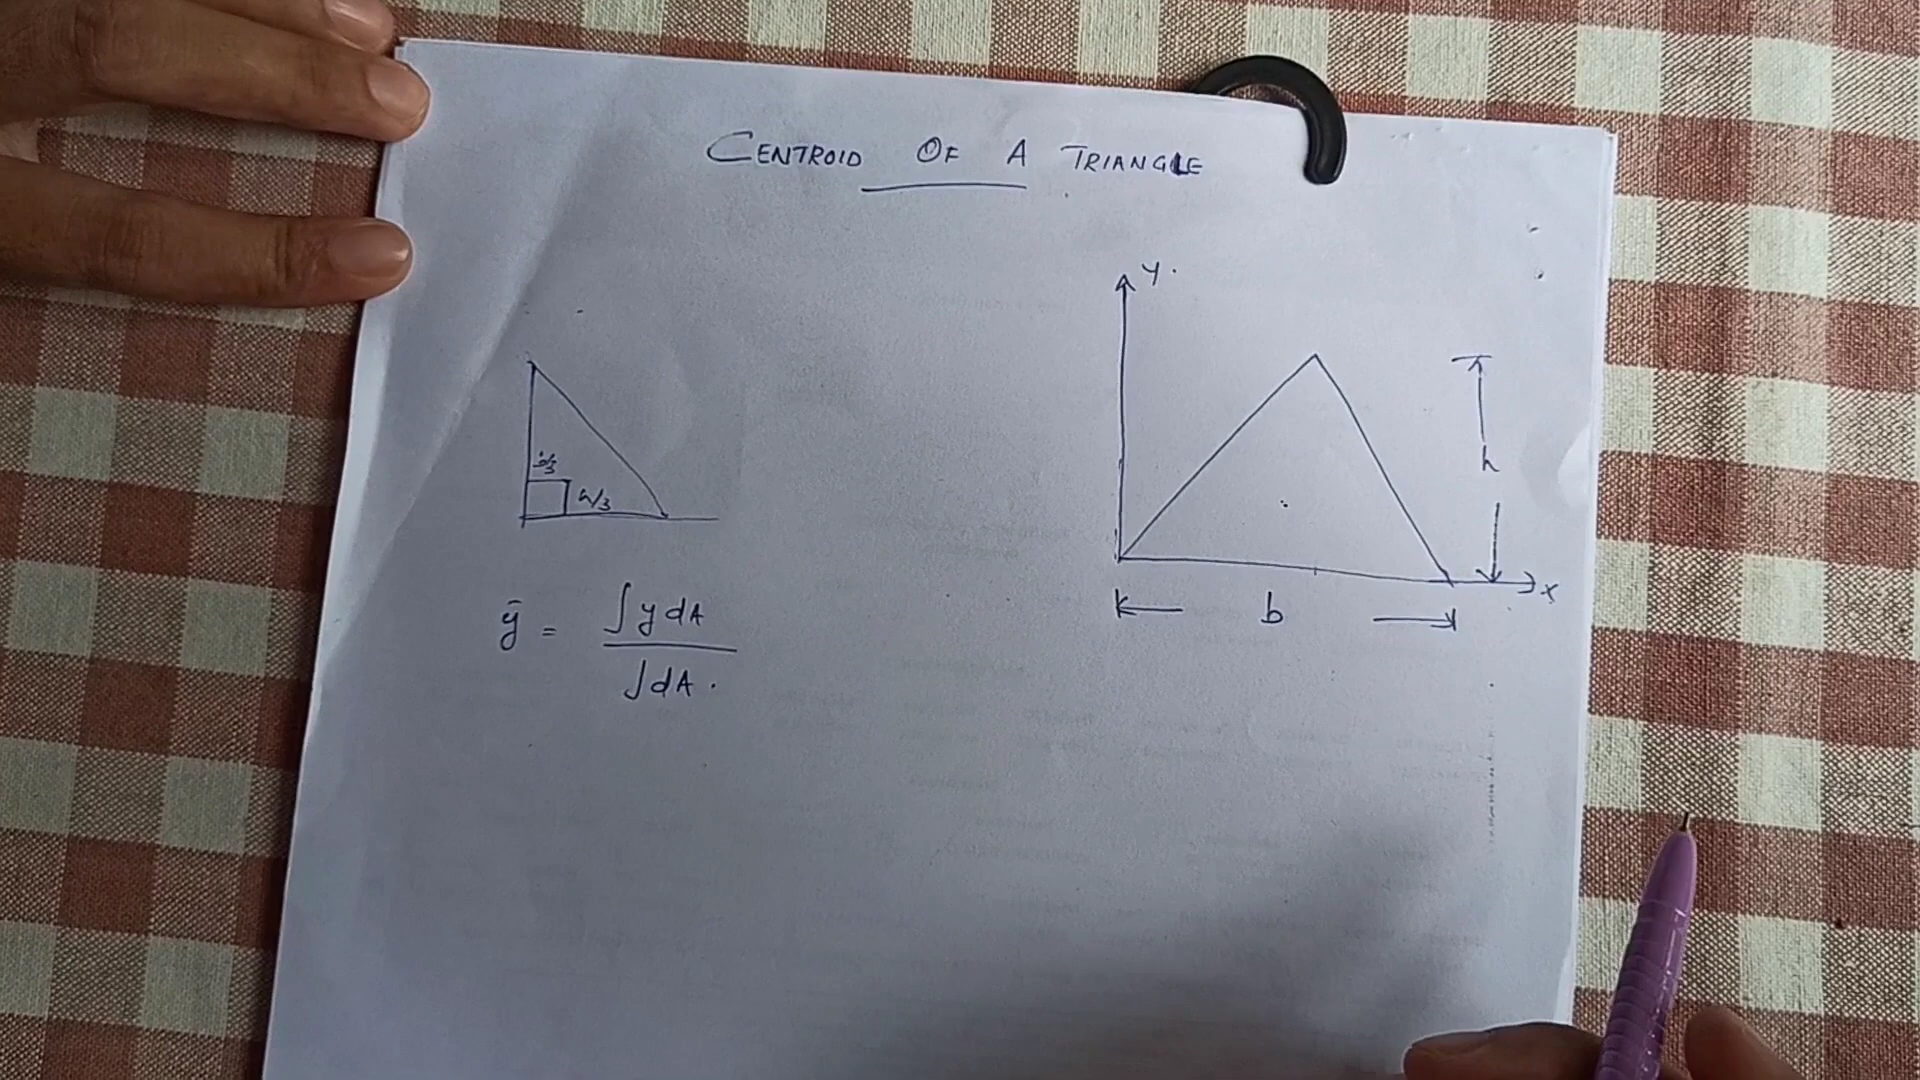 CENTROID OF A TRIANGLE
y
b/3
h/3
h
x
b
ȳ = ∫ y dA
∫ dA.